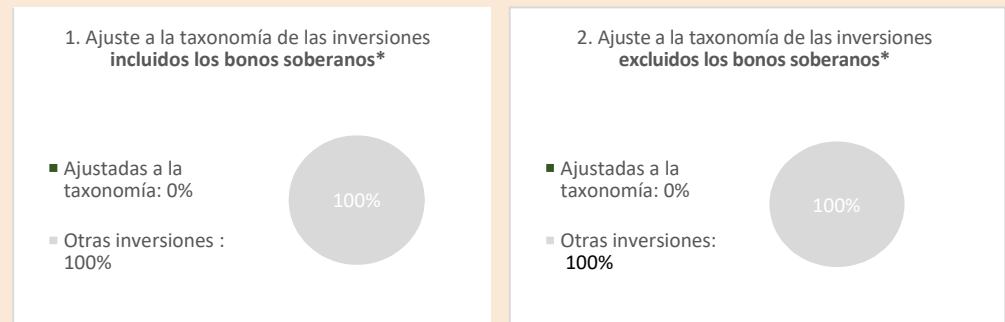 1. Ajuste a la taxonomía de las inversiones
incluidos los bonos soberanos*
Ajustadas a la
taxonomía: 0%
Otras inversiones :
100%
100%
2. Ajuste a la taxonomía de las inversiones
excluidos los bonos soberanos*
Ajustadas a la
taxonomía: 0%
Otras inversiones:
100%
100%